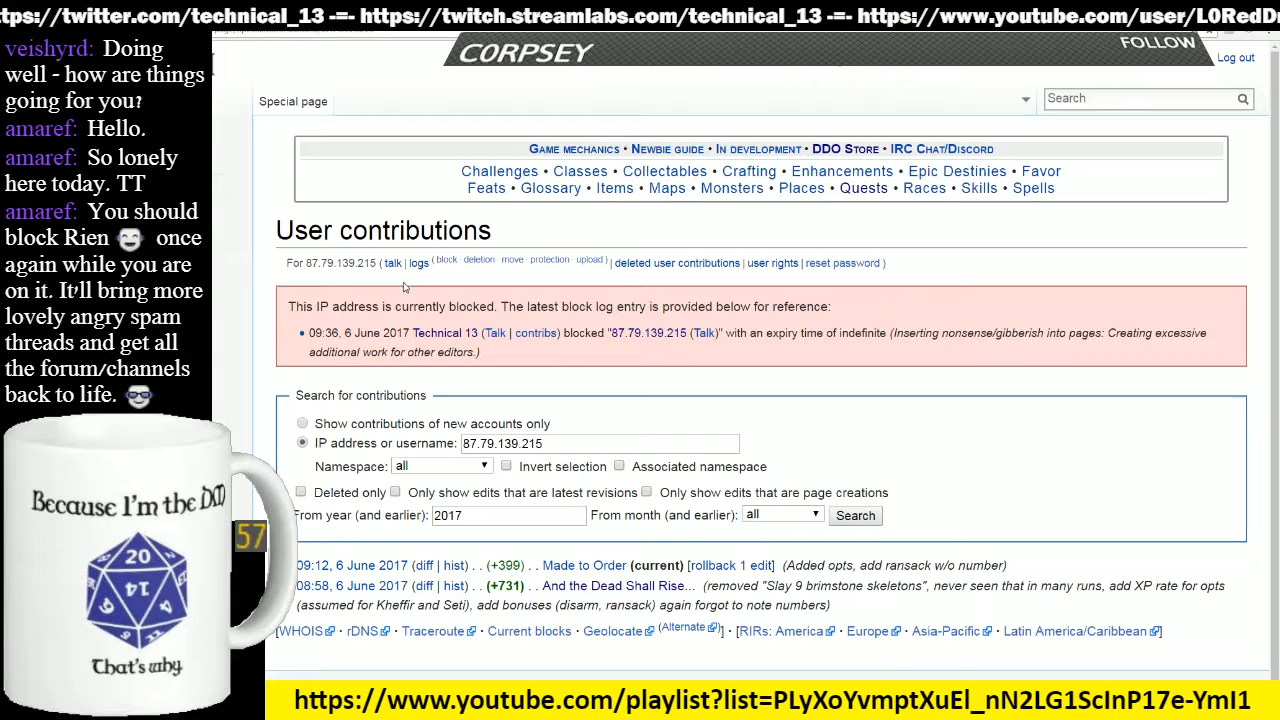 ttps://twitter.com/technical_13 -=- https://twitch.streamlabs.com/technical_13 -=- https://www.youtube.com/user/L0RedD
veishyrd: Doing
well - how are things
going for you?
amaref: Hello.
amaref: So lonely
here today. TT
amaref: You should
block Rien once
again while you are
on it. It'll bring more
lovely angry spam
threads and get all
the forum/channels
back to life.
Because I'm the DM
20
14
That's why
57
CORPSEY
FOLLOW
Log out
Special page
Search
Game mechanics • Newbie guide • In development • DDO Store • IRC Chat/Discord
Challenges • Classes • Collectables • Crafting • Enhancements • Epic Destinies • Favor
Feats • Glossary • Items • Maps • Monsters • Places • Quests • Races • Skills • Spells
User contributions
For 87.79.139.215 ( talk | logs ( block · deletion · move · protection · upload ) | deleted user contributions | user rights | reset password )
This IP address is currently blocked. The latest block log entry is provided below for reference:
• 09:36, 6 June 2017 Technical 13 (Talk | contribs) blocked "87.79.139.215 (Talk)" with an expiry time of indefinite (Inserting nonsense/gibberish into pages: Creating excessive
additional work for other editors.)
Search for contributions
Show contributions of new accounts only
IP address or username: 87.79.139.215
Namespace: all Invert selection Associated namespace
Deleted only Only show edits that are latest revisions Only show edits that are page creations
From year (and earlier): 2017 From month (and earlier): all Search
09:12, 6 June 2017 (diff | hist) . . (+399) . . Made to Order (current) [rollback 1 edit] (Added opts, add ransack w/o number)
08:58, 6 June 2017 (diff | hist) . . (+731) . . And the Dead Shall Rise... (removed "Slay 9 brimstone skeletons", never seen that in many runs, add XP rate for opts
(assumed for Kheffir and Seti), add bonuses (disarm, ransack) again forgot to note numbers)
[WHOIS · rDNS · Traceroute · Current blocks · Geolocate (Alternate)] · [RIRs: America · Europe · Asia-Pacific · Latin America/Caribbean]
https://www.youtube.com/playlist?list=PLyXoYvmptXuEl_nN2LG1ScInP17e-YmI1